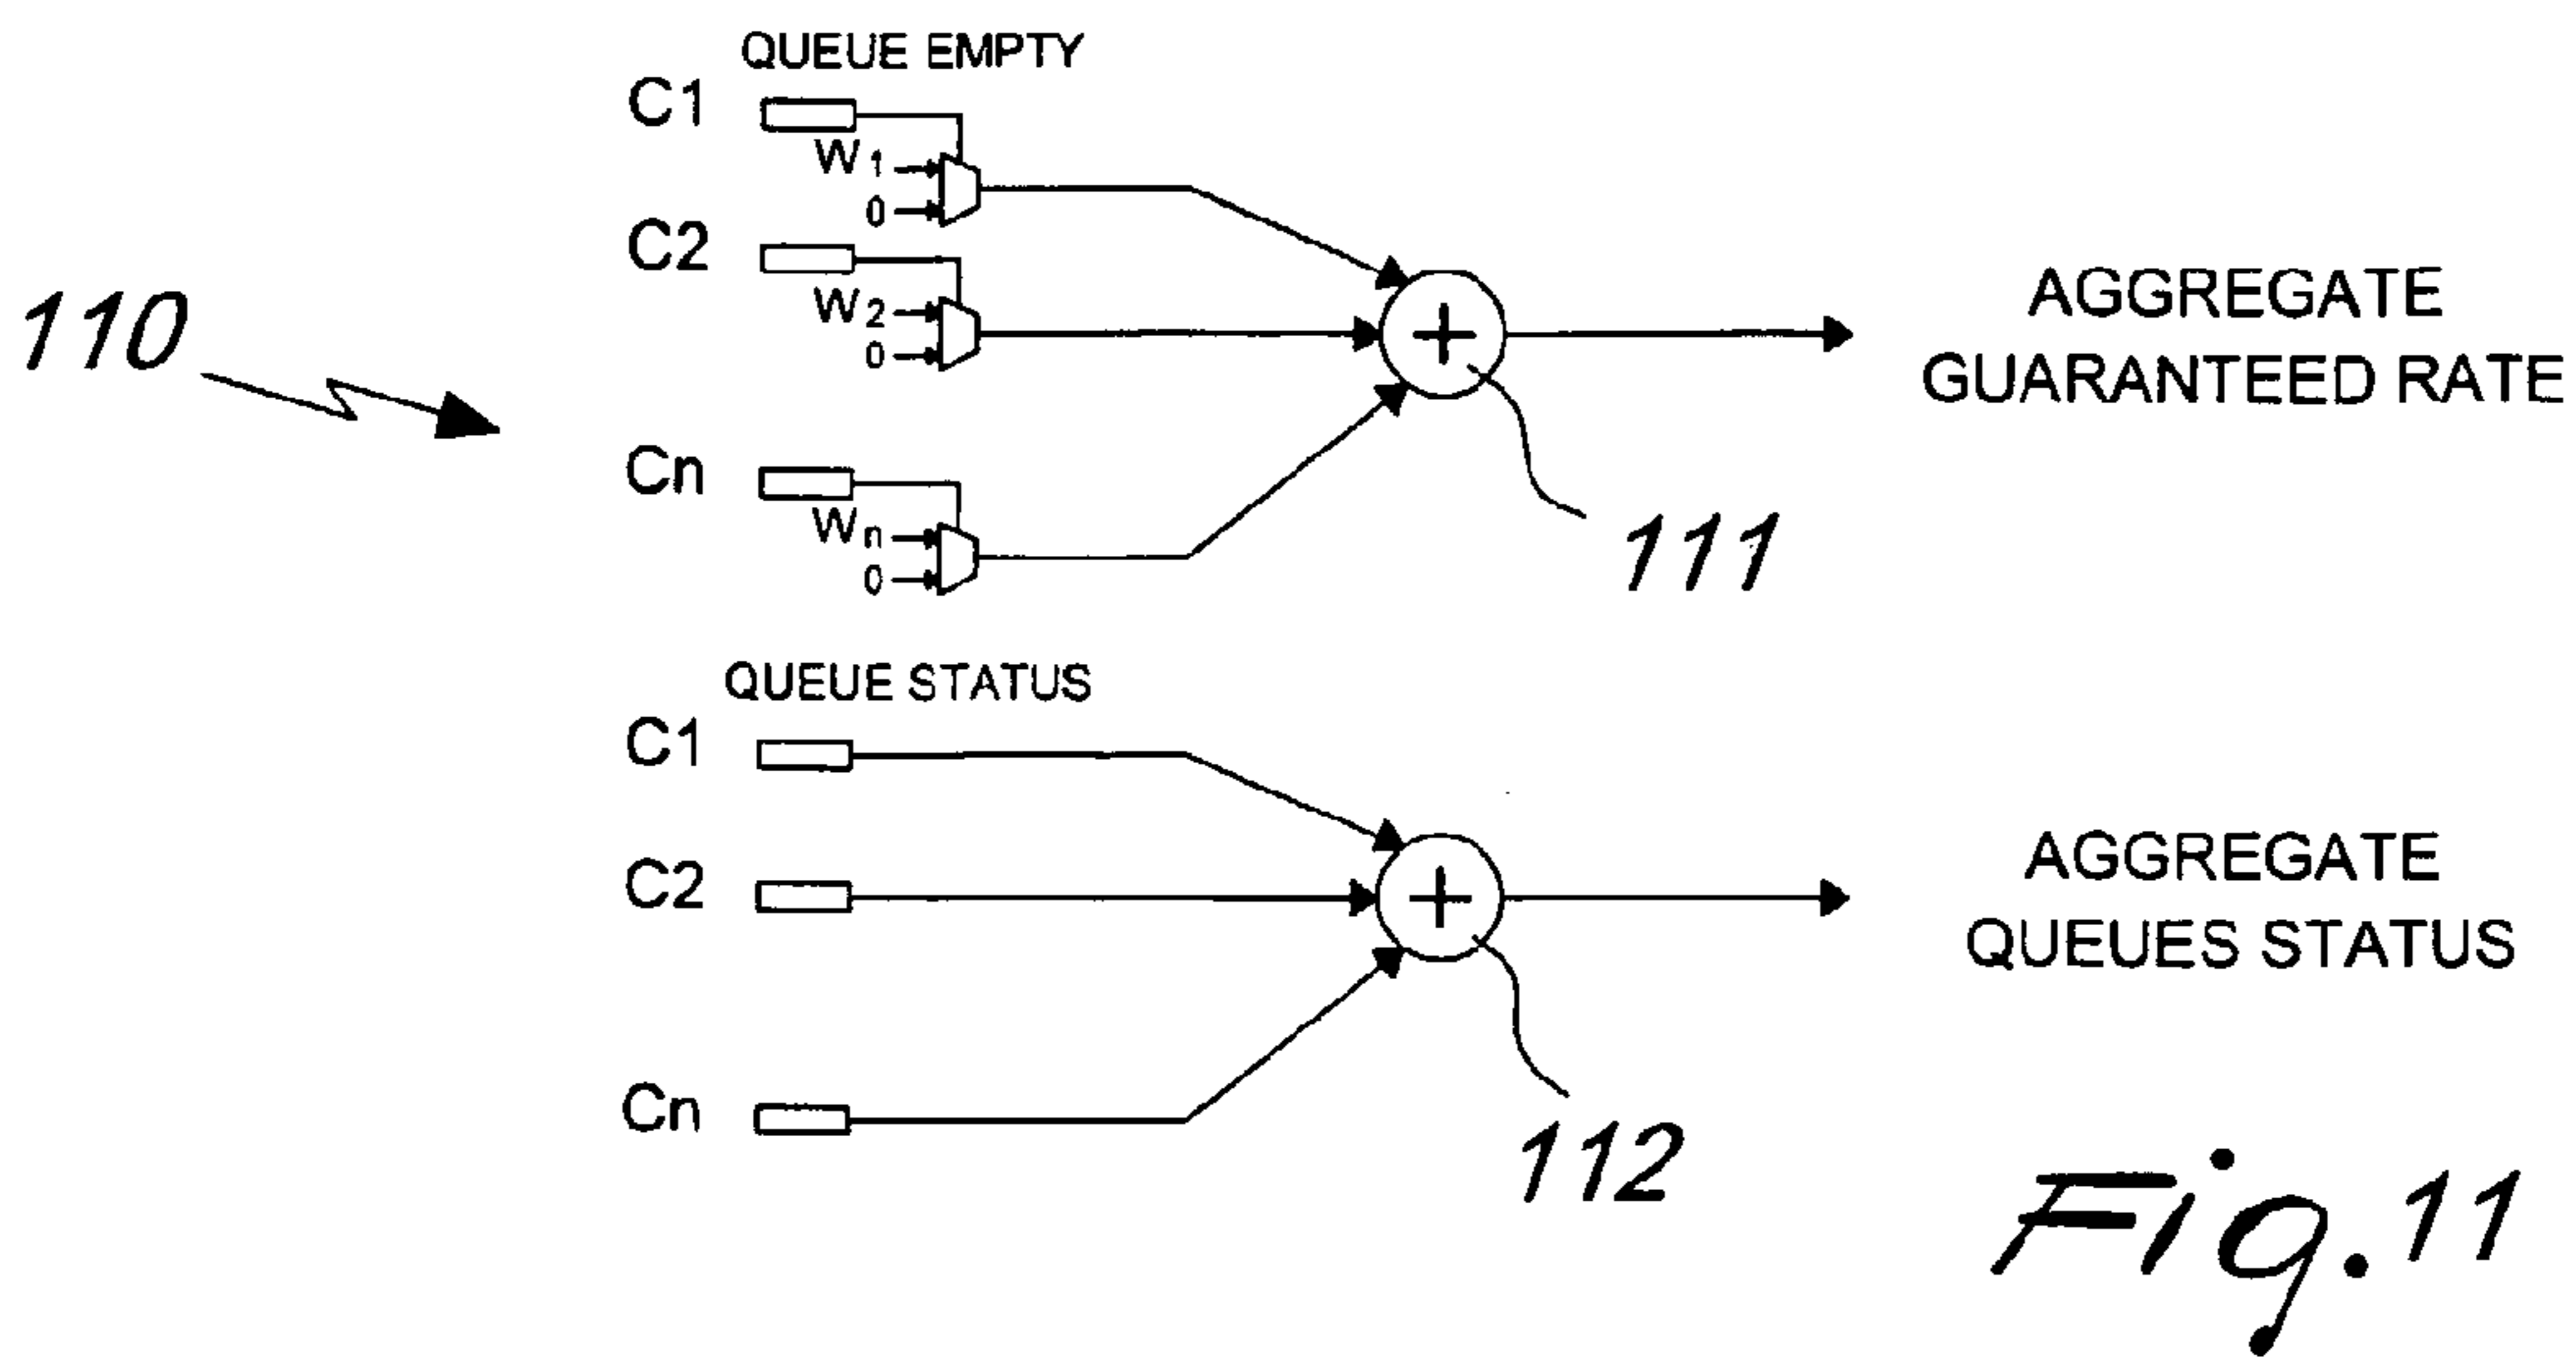 QUEUE EMPTY
C1
W1
0
C2
W2
0
110
Cn
Wn
0
+
AGGREGATE
GUARANTEED RATE
111
QUEUE STATUS
C1
C2
Cn
+
AGGREGATE
QUEUES STATUS
112
Fig.11